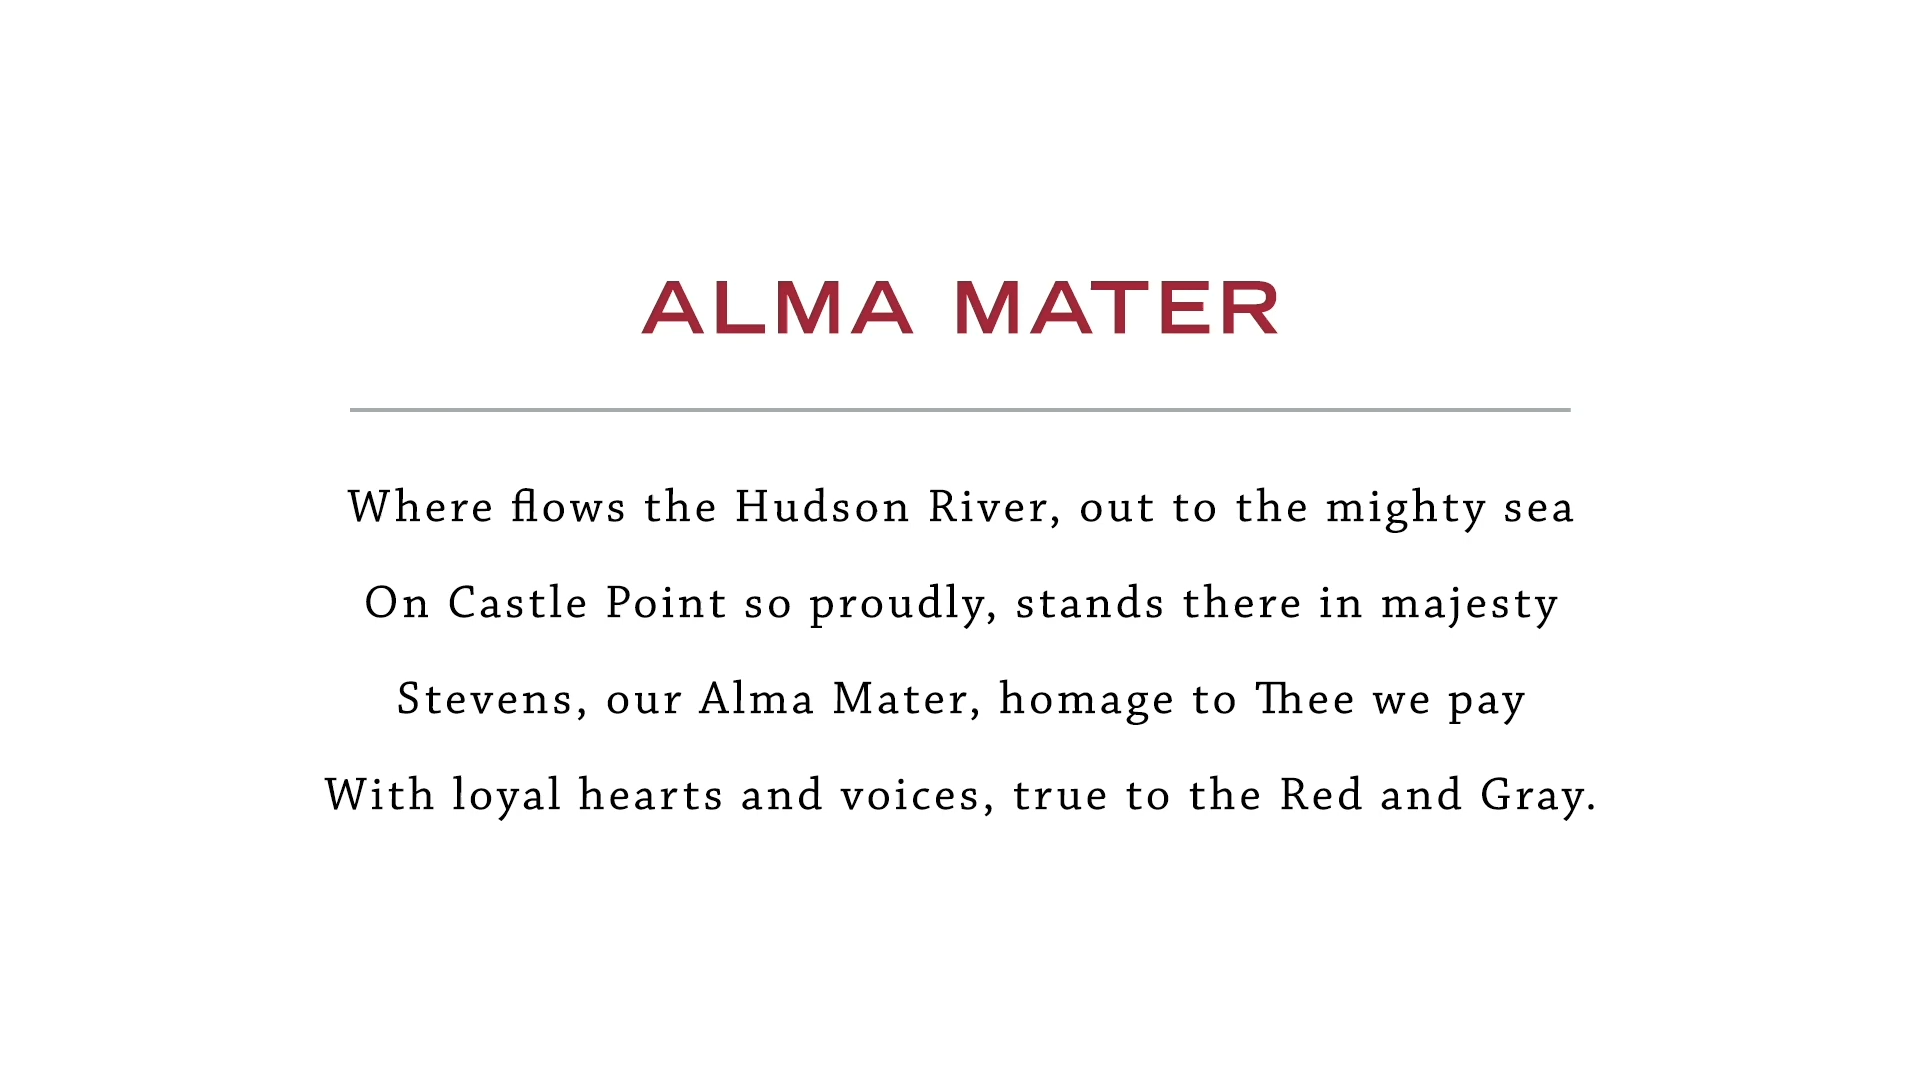 ALMA MATER
Where flows the Hudson River, out to the mighty sea
On Castle Point so proudly, stands there in majesty
Stevens, our Alma Mater, homage to Thee we pay
With loyal hearts and voices, true to the Red and Gray.